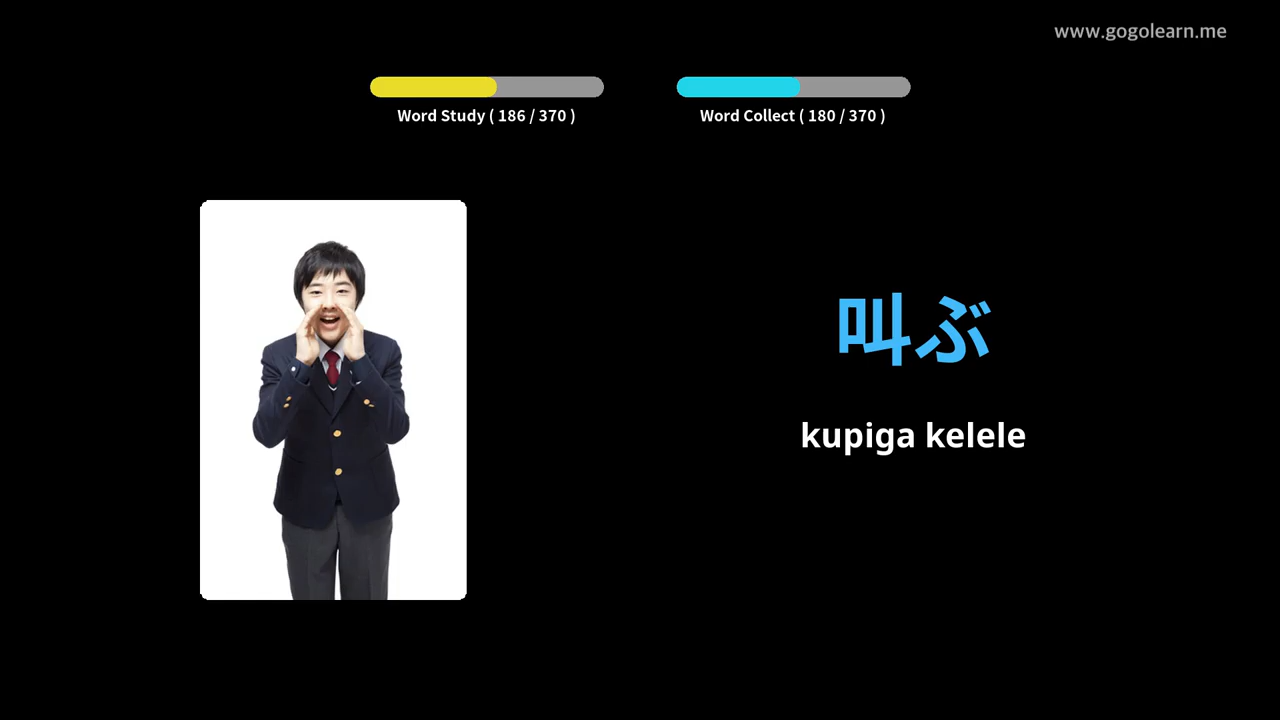 www.gogolearn.me
Word Study ( 186 / 370 )
Word Collect ( 180 / 370 )
叫ぶ
kupiga kelele